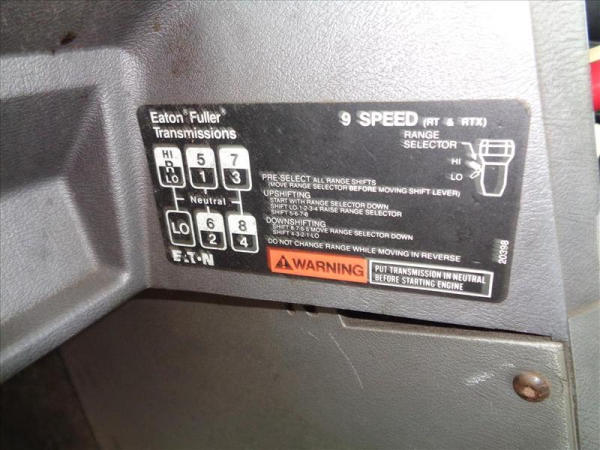 Eaton® Fuller®
Transmissions
9 SPEED (RT & RTX)
RANGE
SELECTOR
HI
LO
HI
R
LO
5
1
7
3
Neutral
LO
6
2
8
4
EATON
PRE-SELECT ALL RANGE SHIFTS
(MOVE RANGE SELECTOR BEFORE MOVING SHIFT LEVER)
UPSHIFTING
START WITH RANGE SELECTOR DOWN
SHIFT LO-1-2-3-4 RAISE RANGE SELECTOR
SHIFT 5-6-7-8
DOWNSHIFTING
SHIFT 8-7-6-5 MOVE RANGE SELECTOR DOWN
SHIFT 4-3-2-1-LO
DO NOT CHANGE RANGE WHILE MOVING IN REVERSE
WARNING
PUT TRANSMISSION IN NEUTRAL
BEFORE STARTING ENGINE
20398